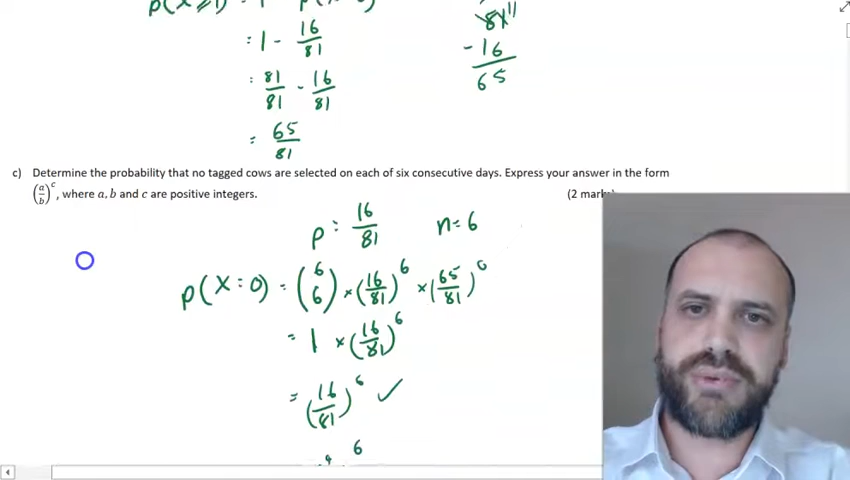 P(X≥1)
= 1 - 16/81
= 81/81 - 16/81
= 65/81
81
-16
65
c) Determine the probability that no tagged cows are selected on each of six consecutive days. Express your answer in the form
(a/b)^c, where a, b and c are positive integers. (2 marks)
p = 16/81 n=6
P(X=0) = (6 6) × (16/81)^6 × (65/81)^0
= 1 × (16/81)^6
= (16/81)^6 ✓
6